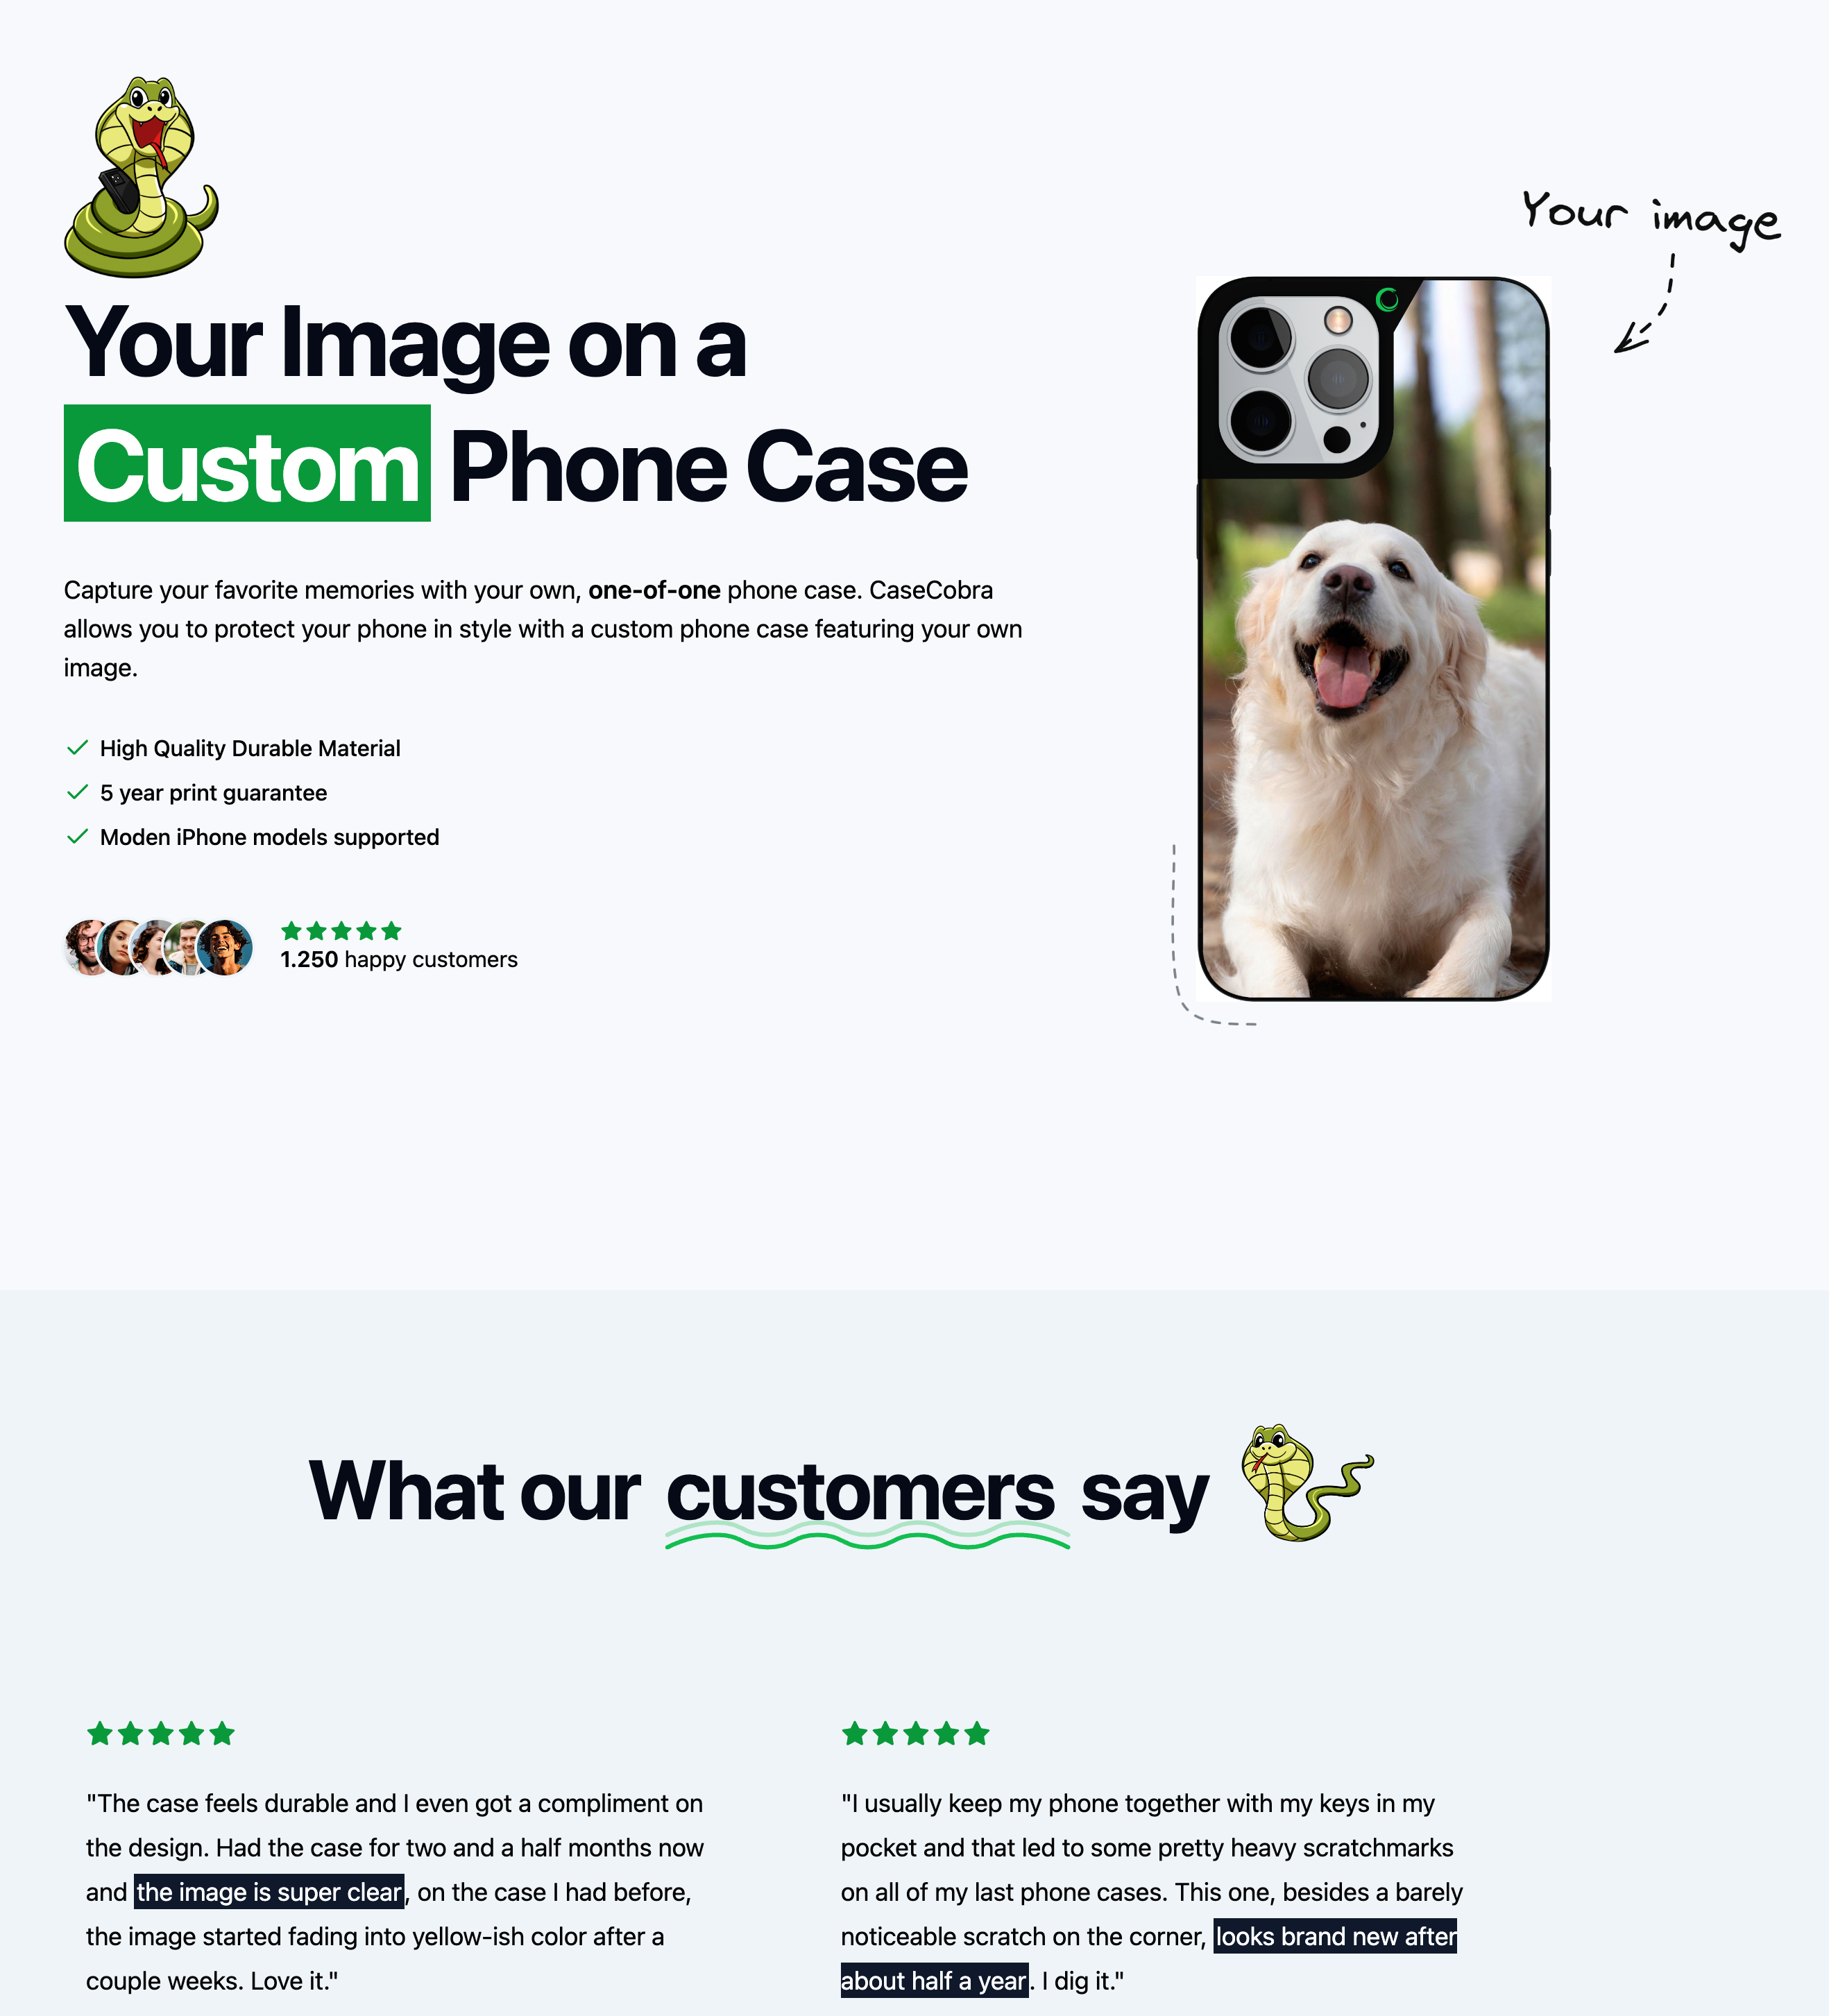 Your image
Your Image on a
Custom Phone Case
Capture your favorite memories with your own, one-of-one phone case. CaseCobra
allows you to protect your phone in style with a custom phone case featuring your own
image.
High Quality Durable Material
5 year print guarantee
Moden iPhone models supported
1.250 happy customers
What our customers say
"The case feels durable and I even got a compliment on
the design. Had the case for two and a half months now
and the image is super clear, on the case I had before,
the image started fading into yellow-ish color after a
couple weeks. Love it."
"I usually keep my phone together with my keys in my
pocket and that led to some pretty heavy scratchmarks
on all of my last phone cases. This one, besides a barely
noticeable scratch on the corner, looks brand new after
about half a year. I dig it."